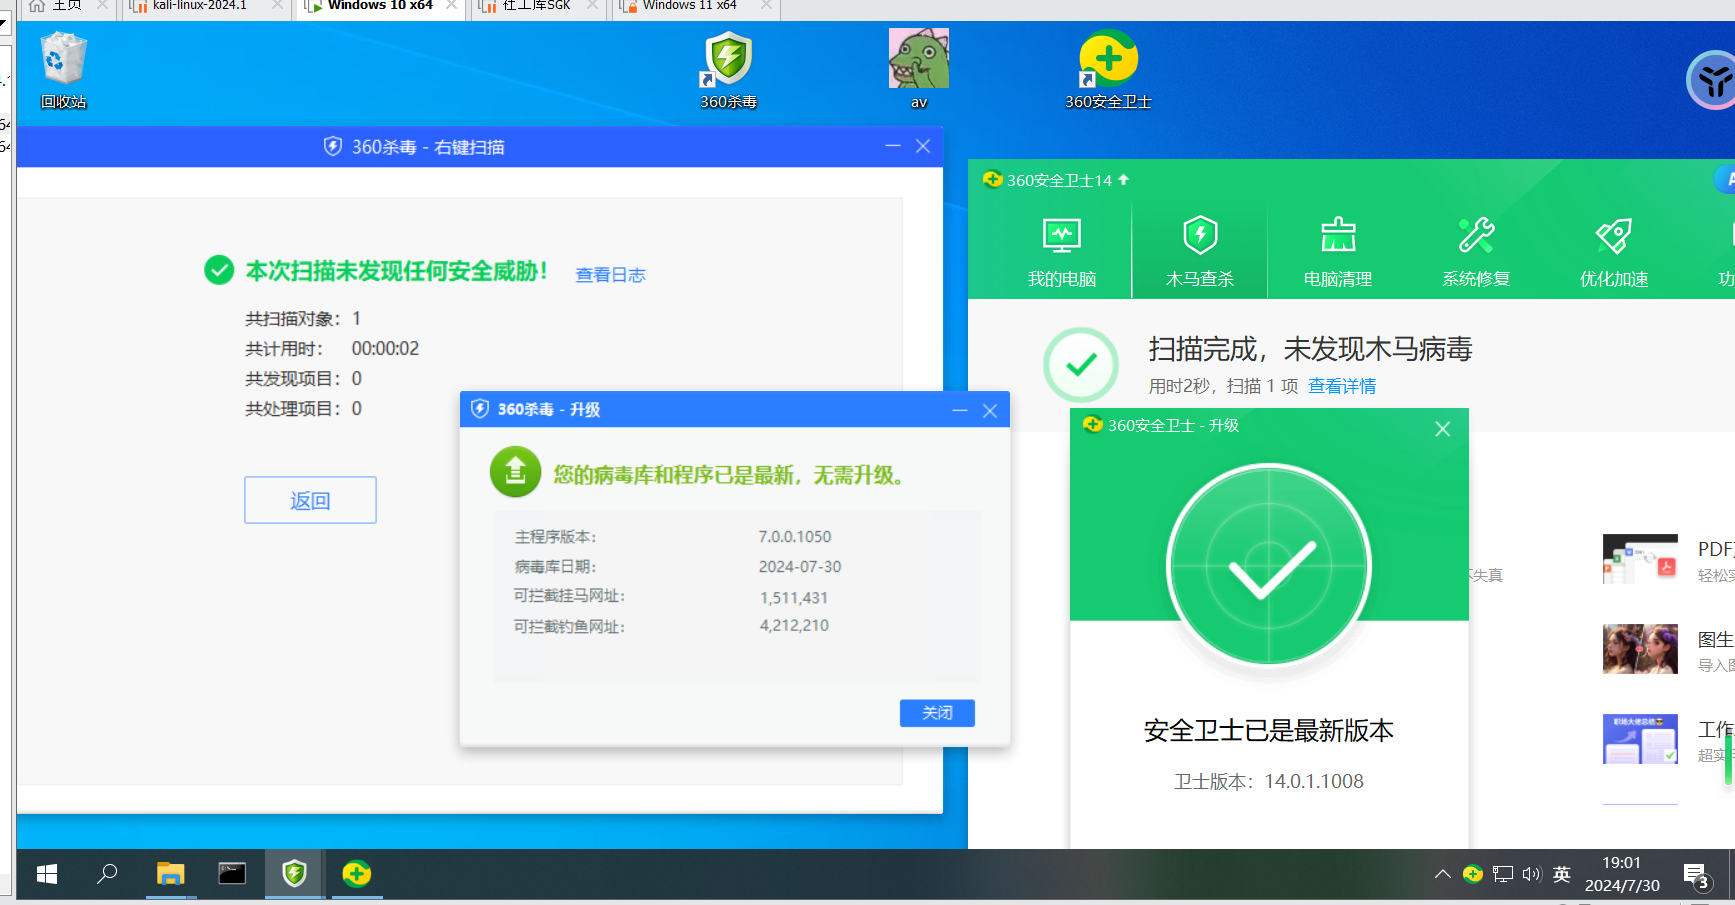 主页
kali-linux-2024.1
Windows 10 x64
社工库SGK
Windows 11 x64
回收站
360杀毒
av
360安全卫士
360杀毒 - 右键扫描
本次扫描未发现任何安全威胁！
查看日志
共扫描对象： 1
共计用时： 00:00:02
共发现项目： 0
共处理项目： 0
返回
360杀毒 - 升级
您的病毒库和程序已是最新，无需升级。
主程序版本： 7.0.0.1050
病毒库日期： 2024-07-30
可拦截挂马网址： 1,511,431
可拦截钓鱼网址： 4,212,210
关闭
360安全卫士14
我的电脑
木马查杀
电脑清理
系统修复
优化加速
功
扫描完成，未发现木马病毒
用时2秒，扫描 1 项 查看详情
360安全卫士 - 升级
安全卫士已是最新版本
卫士版本： 14.0.1.1008
失真
PDF
轻松
图生
导入
工作
超实
英
19:01
2024/7/30
3